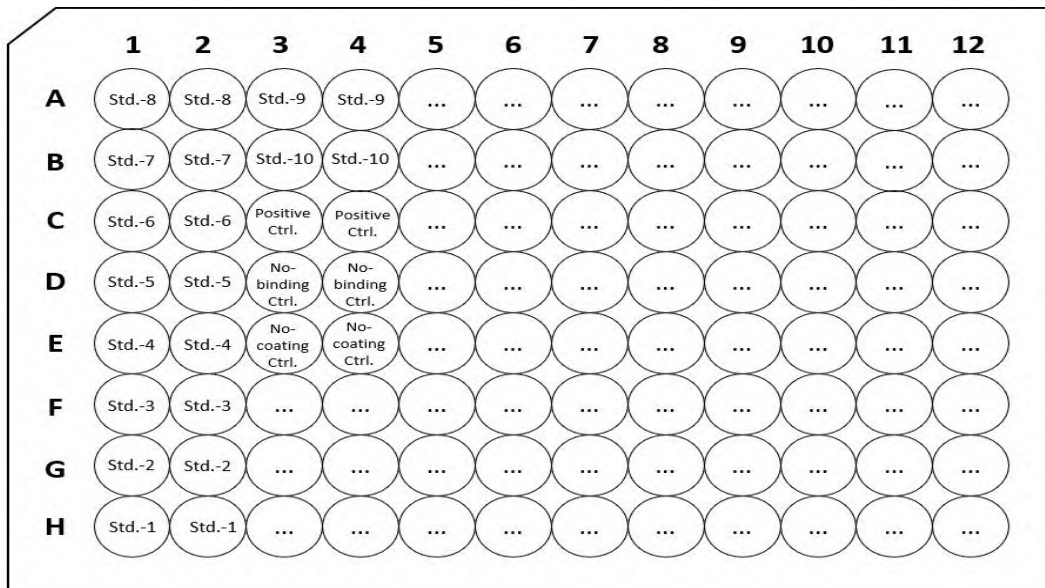 1 2 3 4 5 6 7 8 9 10 11 12
A Std.-8 Std.-8 Std.-9 Std.-9 ... ... ... ... ... ... ... ...
B Std.-7 Std.-7 Std.-10 Std.-10 ... ... ... ... ... ... ... ...
C Std.-6 Std.-6 Positive Ctrl. Positive Ctrl. ... ... ... ... ... ... ... ...
D Std.-5 Std.-5 No-binding Ctrl. No-binding Ctrl. ... ... ... ... ... ... ... ...
E Std.-4 Std.-4 No-coating Ctrl. No-coating Ctrl. ... ... ... ... ... ... ... ...
F Std.-3 Std.-3 ... ... ... ... ... ... ... ... ... ...
G Std.-2 Std.-2 ... ... ... ... ... ... ... ... ... ...
H Std.-1 Std.-1 ... ... ... ... ... ... ... ... ... ...